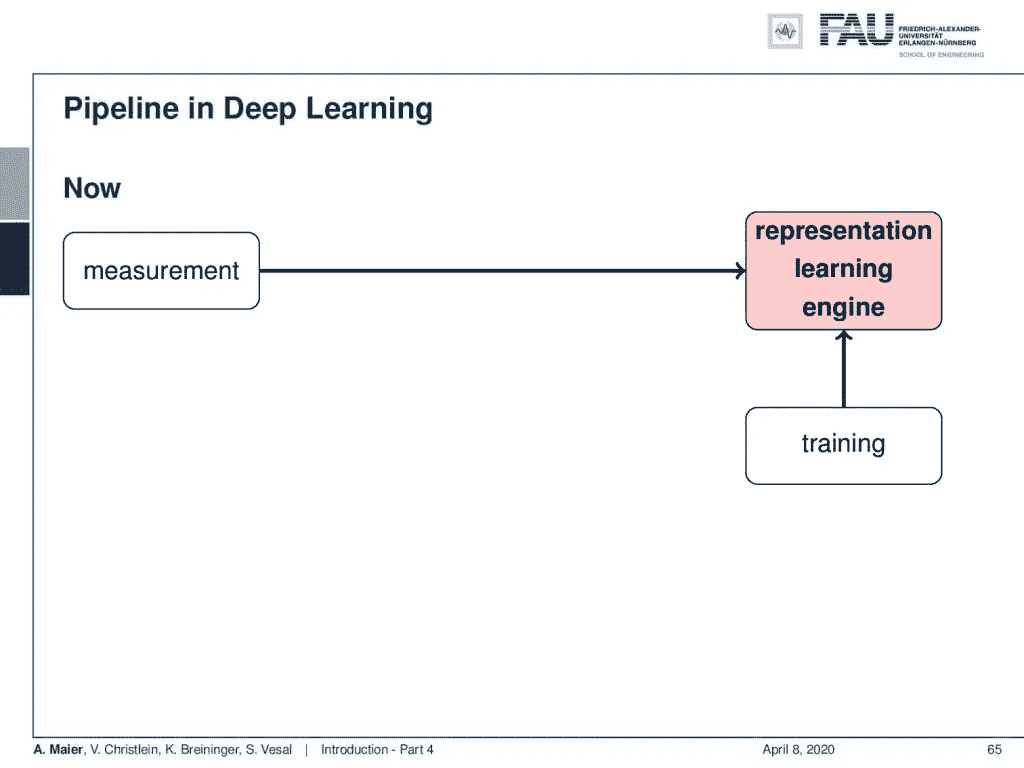 FAU
FRIEDRICH-ALEXANDER-
UNIVERSITÄT
ERLANGEN-NÜRNBERG
SCHOOL OF ENGINEERING
Pipeline in Deep Learning
Now
measurement
representation
learning
engine
training
A. Maier, V. Christlein, K. Breininger, S. Vesal | Introduction - Part 4
April 8, 2020
65